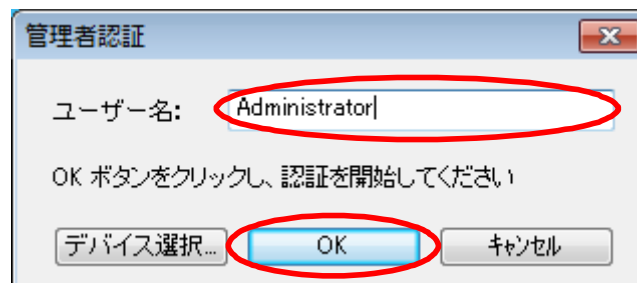 管理者認証
ユーザー名: Administrator
OK ボタンをクリックし、認証を開始してください
デバイス選択... OK キャンセル